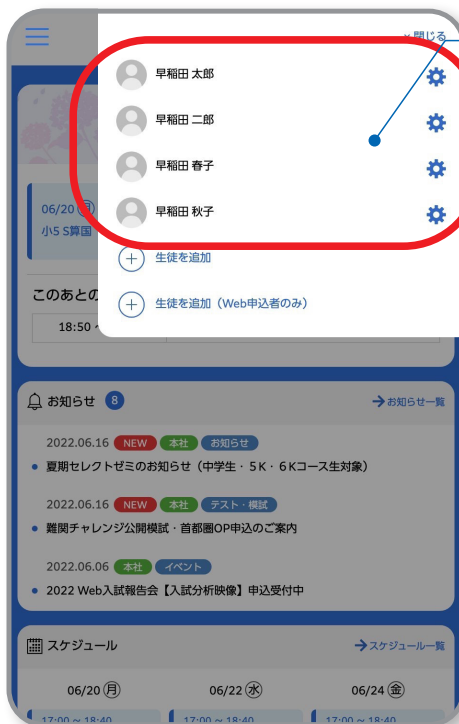 × 閉じる
早稲田 太郎
早稲田 二郎
早稲田 春子
早稲田 秋子
生徒を追加
生徒を追加（Web申込者のみ）
06/20 月
小5 S算国
このあとの
18:50 ~
お知らせ 8
→お知らせ一覧
2022.06.16 NEW 本社 お知らせ
• 夏期セレクトゼミのお知らせ（中学生・5K・6Kコース生対象）
2022.06.16 NEW 本社 テスト・模試
• 難関チャレンジ公開模試・首都圏OP申込のご案内
2022.06.06 本社 イベント
• 2022 Web入試報告会【入試分析映像】申込受付中
スケジュール
→スケジュール一覧
06/20 月 06/22 水 06/24 金
17:00 ~ 18:40 17:00 ~ 18:40 17:00 ~ 18:40